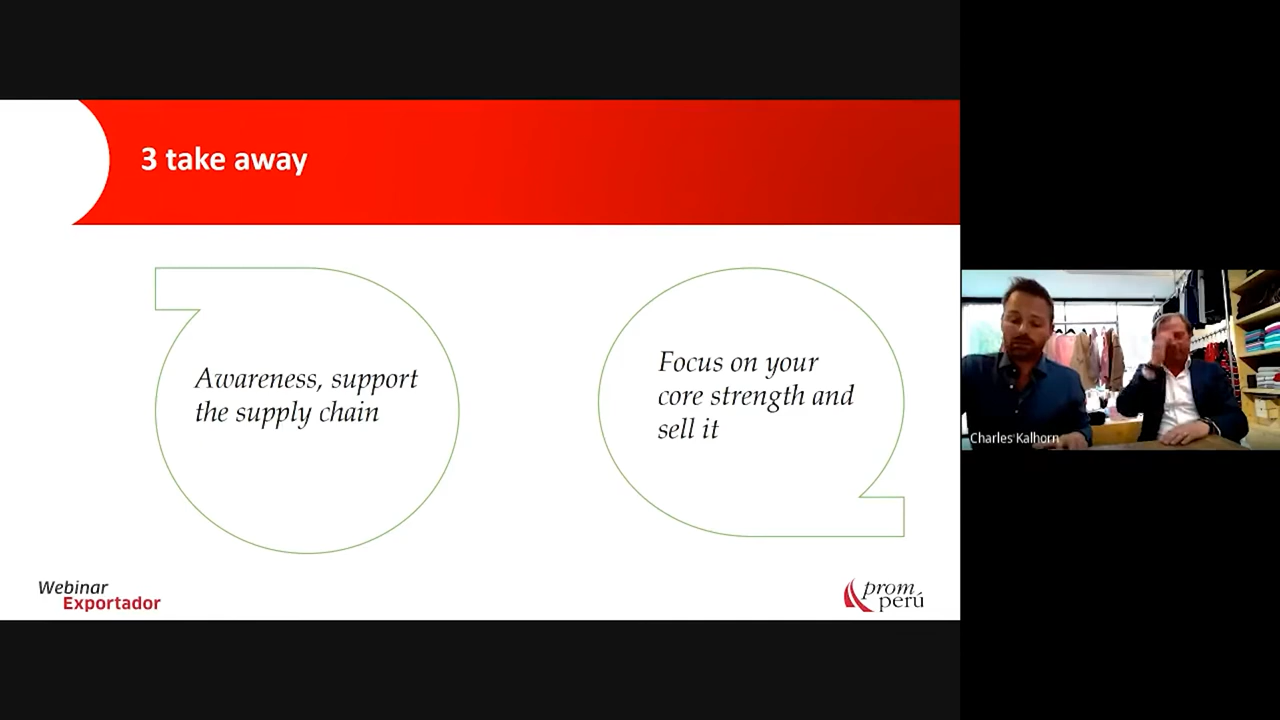 3 take away
Awareness, support
the supply chain
Focus on your
core strength and
sell it
Charles Kalhorn
Webinar
Exportador
prom
perú